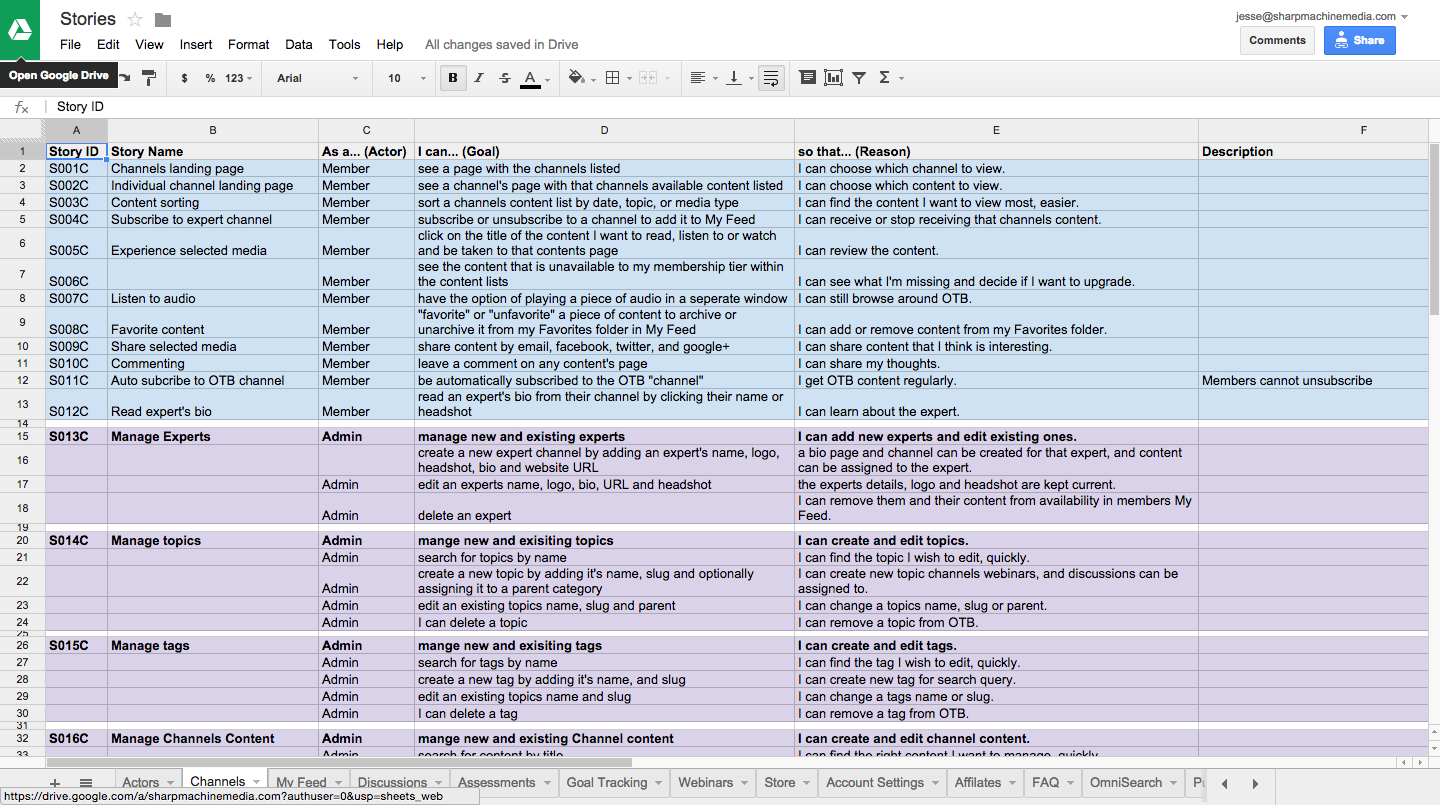 Stories
jesse@sharpmachinemedia.com
File Edit View Insert Format Data Tools Help All changes saved in Drive
Comments Share
Open Google Drive
$ % 123 Arial 10 B I S A Σ
fx Story ID
A B C D E F
1 Story ID Story Name As a... (Actor) I can... (Goal) so that... (Reason) Description
2 S001C Channels landing page Member see a page with the channels listed I can choose which channel to view.
3 S002C Individual channel landing page Member see a channel's page with that channels available content listed I can choose which content to view.
4 S003C Content sorting Member sort a channels content list by date, topic, or media type I can find the content I want to view most, easier.
5 S004C Subscribe to expert channel Member subscribe or unsubscribe to a channel to add it to My Feed I can receive or stop receiving that channels content.
click on the title of the content I want to read, listen to or watch
6 S005C Experience selected media Member and be taken to that contents page I can review the content.
see the content that is unavailable to my membership tier within
7 S006C Member the content lists I can see what I'm missing and decide if I want to upgrade.
8 S007C Listen to audio Member have the option of playing a piece of audio in a seperate window I can still browse around OTB.
"favorite" or "unfavorite" a piece of content to archive or
9 S008C Favorite content Member unarchive it from my Favorites folder in My Feed I can add or remove content from my Favorites folder.
10 S009C Share selected media Member share content by email, facebook, twitter, and google+ I can share content that I think is interesting.
11 S010C Commenting Member leave a comment on any content's page I can share my thoughts.
12 S011C Auto subcribe to OTB channel Member be automatically subscribed to the OTB "channel" I get OTB content regularly. Members cannot unsubscribe
read an expert's bio from their channel by clicking their name or
13 S012C Read expert's bio Member headshot I can learn about the expert.
14
15 S013C Manage Experts Admin manage new and existing experts I can add new experts and edit existing ones.
create a new expert channel by adding an expert's name, logo, a bio page and channel can be created for that expert, and content
16 headshot, bio and website URL can be assigned to the expert.
17 Admin edit an experts name, logo, bio, URL and headshot the experts details, logo and headshot are kept current.
I can remove them and their content from availability in members My
18 Admin delete an expert Feed.
19
20 S014C Manage topics Admin mange new and exisiting topics I can create and edit topics.
21 Admin search for topics by name I can find the topic I wish to edit, quickly.
create a new topic by adding it's name, slug and optionally I can create new topic channels webinars, and discussions can be
22 Admin assigning it to a parent category assigned to.
23 Admin edit an existing topics name, slug and parent I can change a topics name, slug or parent.
24 Admin I can delete a topic I can remove a topic from OTB.
25
26 S015C Manage tags Admin mange new and exisiting tags I can create and edit tags.
27 Admin search for tags by name I can find the tag I wish to edit, quickly.
28 Admin create a new tag by adding it's name, and slug I can create new tag for search query.
29 Admin edit an existing topics name and slug I can change a tags name or slug.
30 Admin I can delete a tag I can remove a tag from OTB.
31
32 S016C Manage Channels Content Admin mange new and existing Channel content I can create and edit channel content.
33 Admin search for content by title I can find the right content I want to manage, quickly
Actors Channels My Feed Discussions Assessments Goal Tracking Webinars Store Account Settings Affiliates FAQ OmniSearch
https://drive.google.com/a/sharpmachinemedia.com?authuser=0&usp=sheets_web